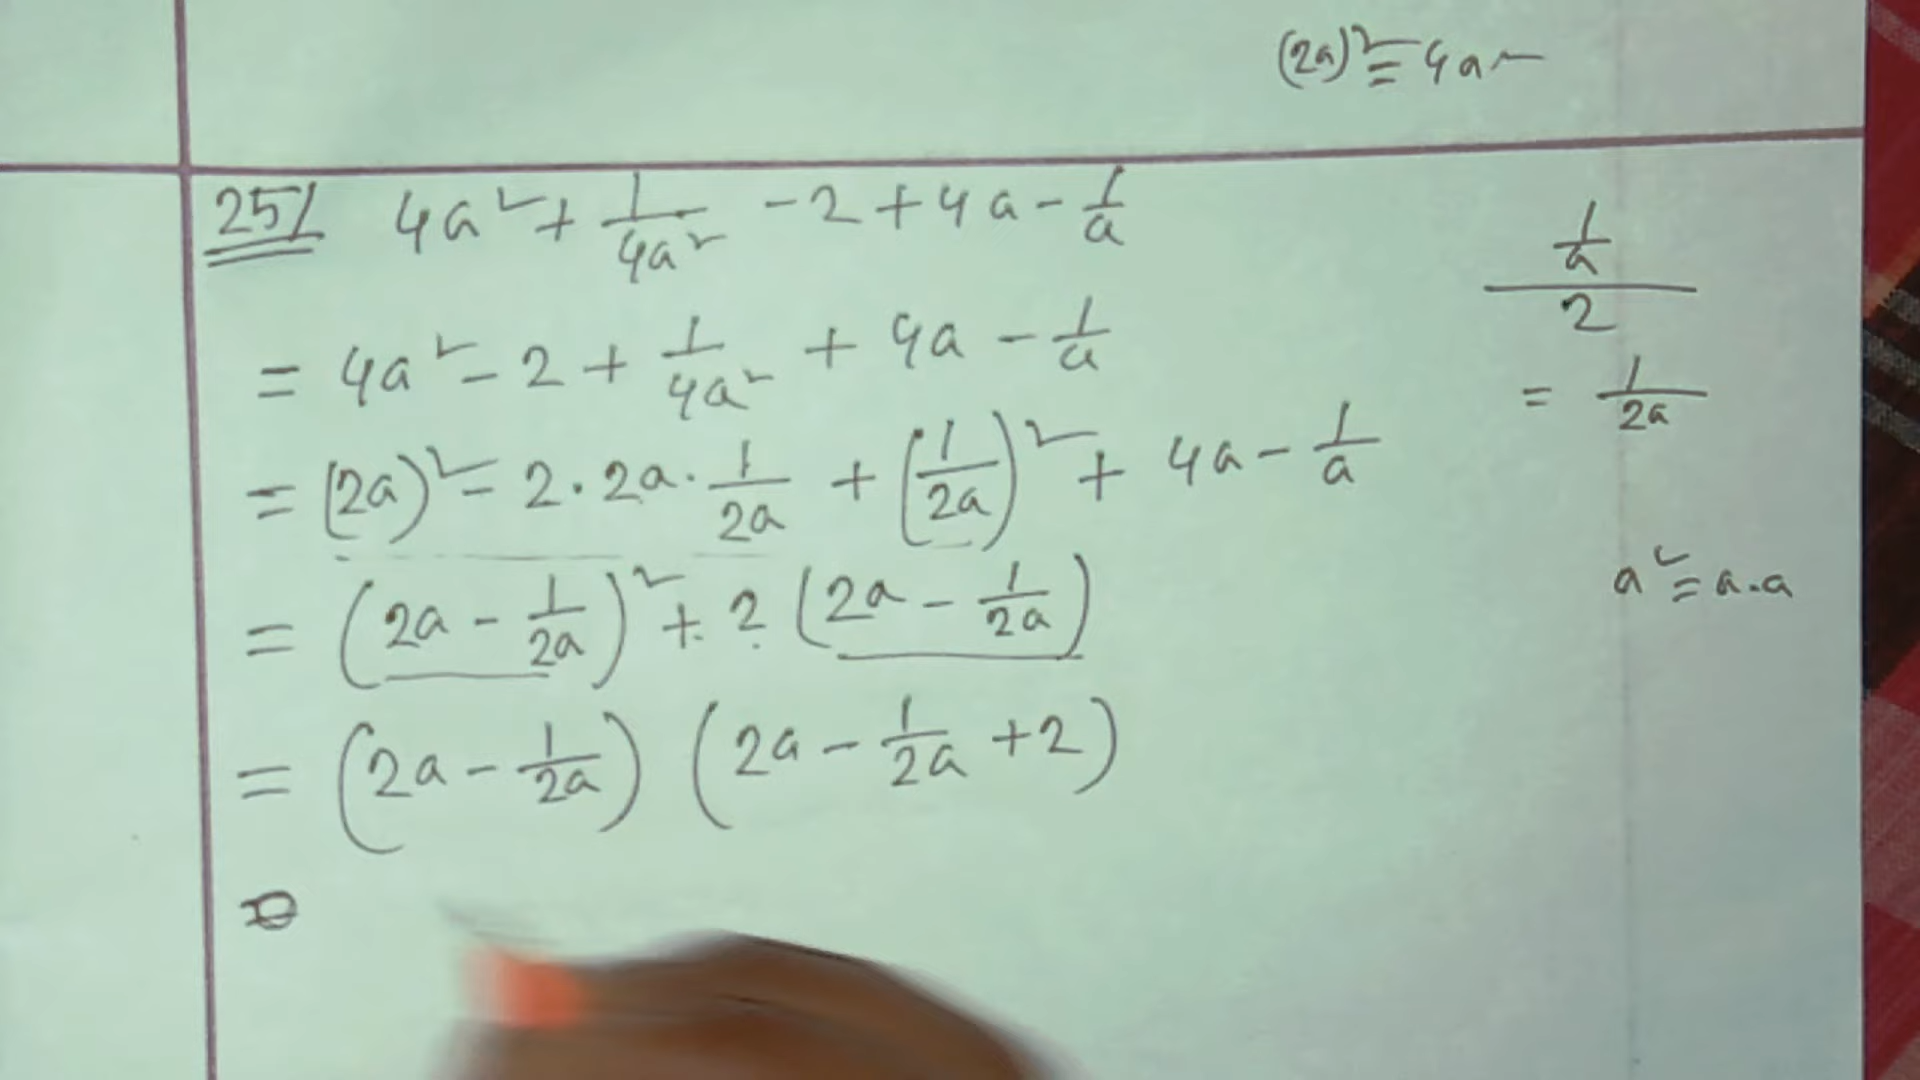 (2a)² = 4a²
25/ 4a² + 1/4a² - 2 + 4a - 1/a
= 4a² - 2 + 1/4a² + 4a - 1/a
= (2a)² - 2·2a·1/2a + (1/2a)² + 4a - 1/a
= (2a - 1/2a)² + 2(2a - 1/2a)
= (2a - 1/2a) (2a - 1/2a + 2)
1/a
2
= 1/2a
a² = a.a